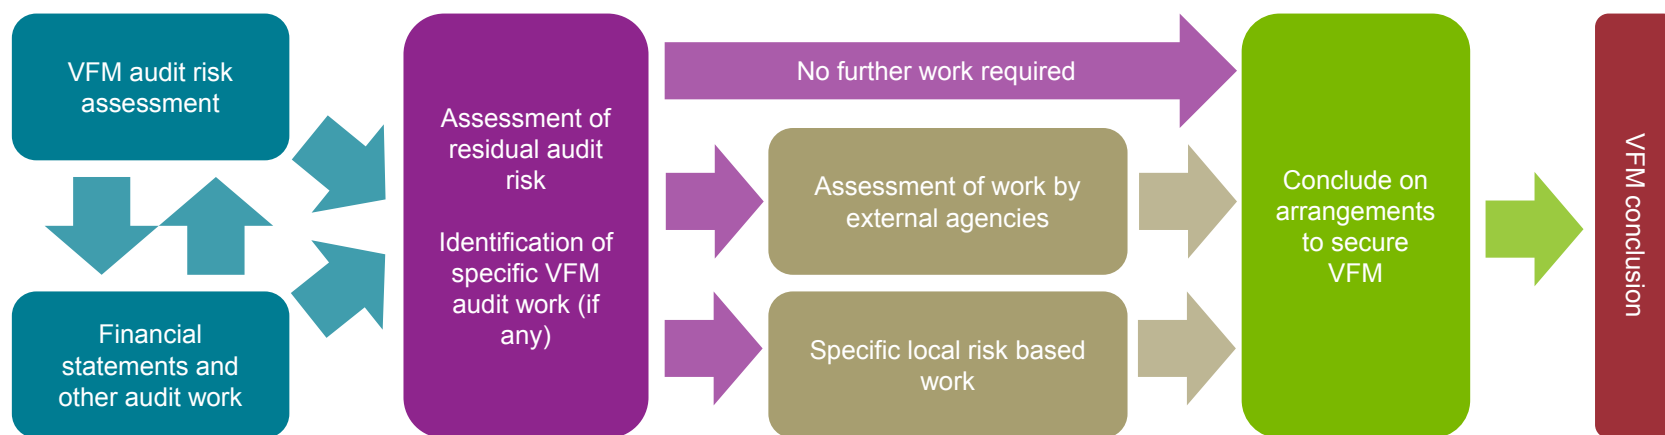 VFM audit risk
assessment
Financial
statements and
other audit work
Assessment of
residual audit
risk
Identification of
specific VFM
audit work (if
any)
No further work required
Assessment of work by
external agencies
Specific local risk based
work
Conclude on
arrangements
to secure
VFM
VFM conclusion